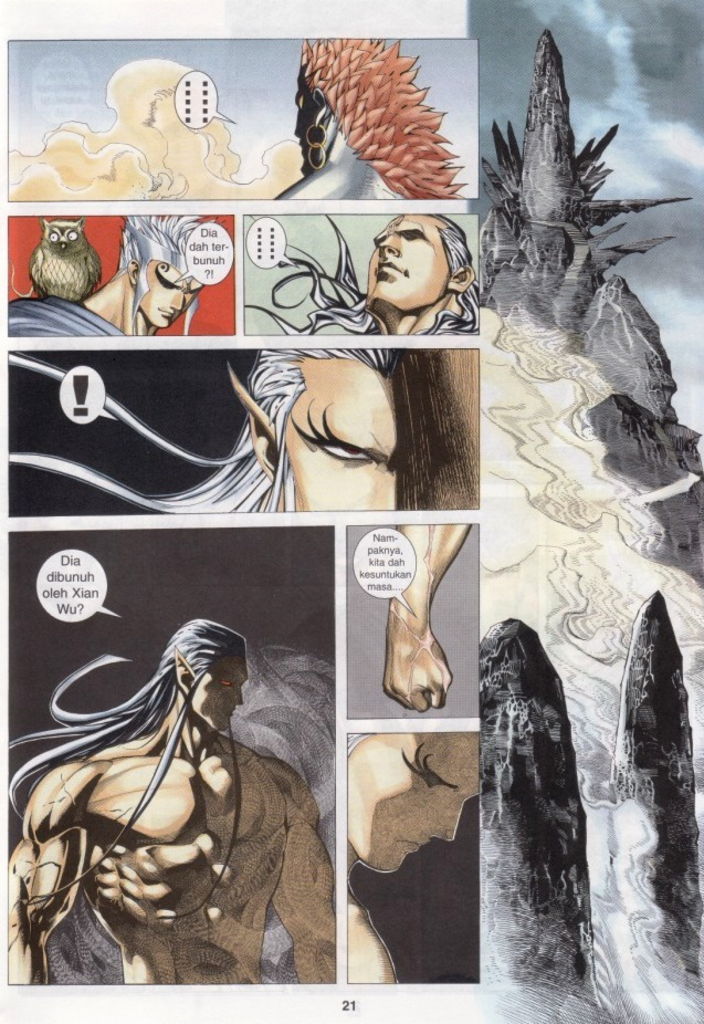 Dia
dah ter-
bunuh
?!
!
Dia
dibunuh
oleh Xian
Wu?
Nam-
paknya,
kita dah
kesuntukan
masa....
21